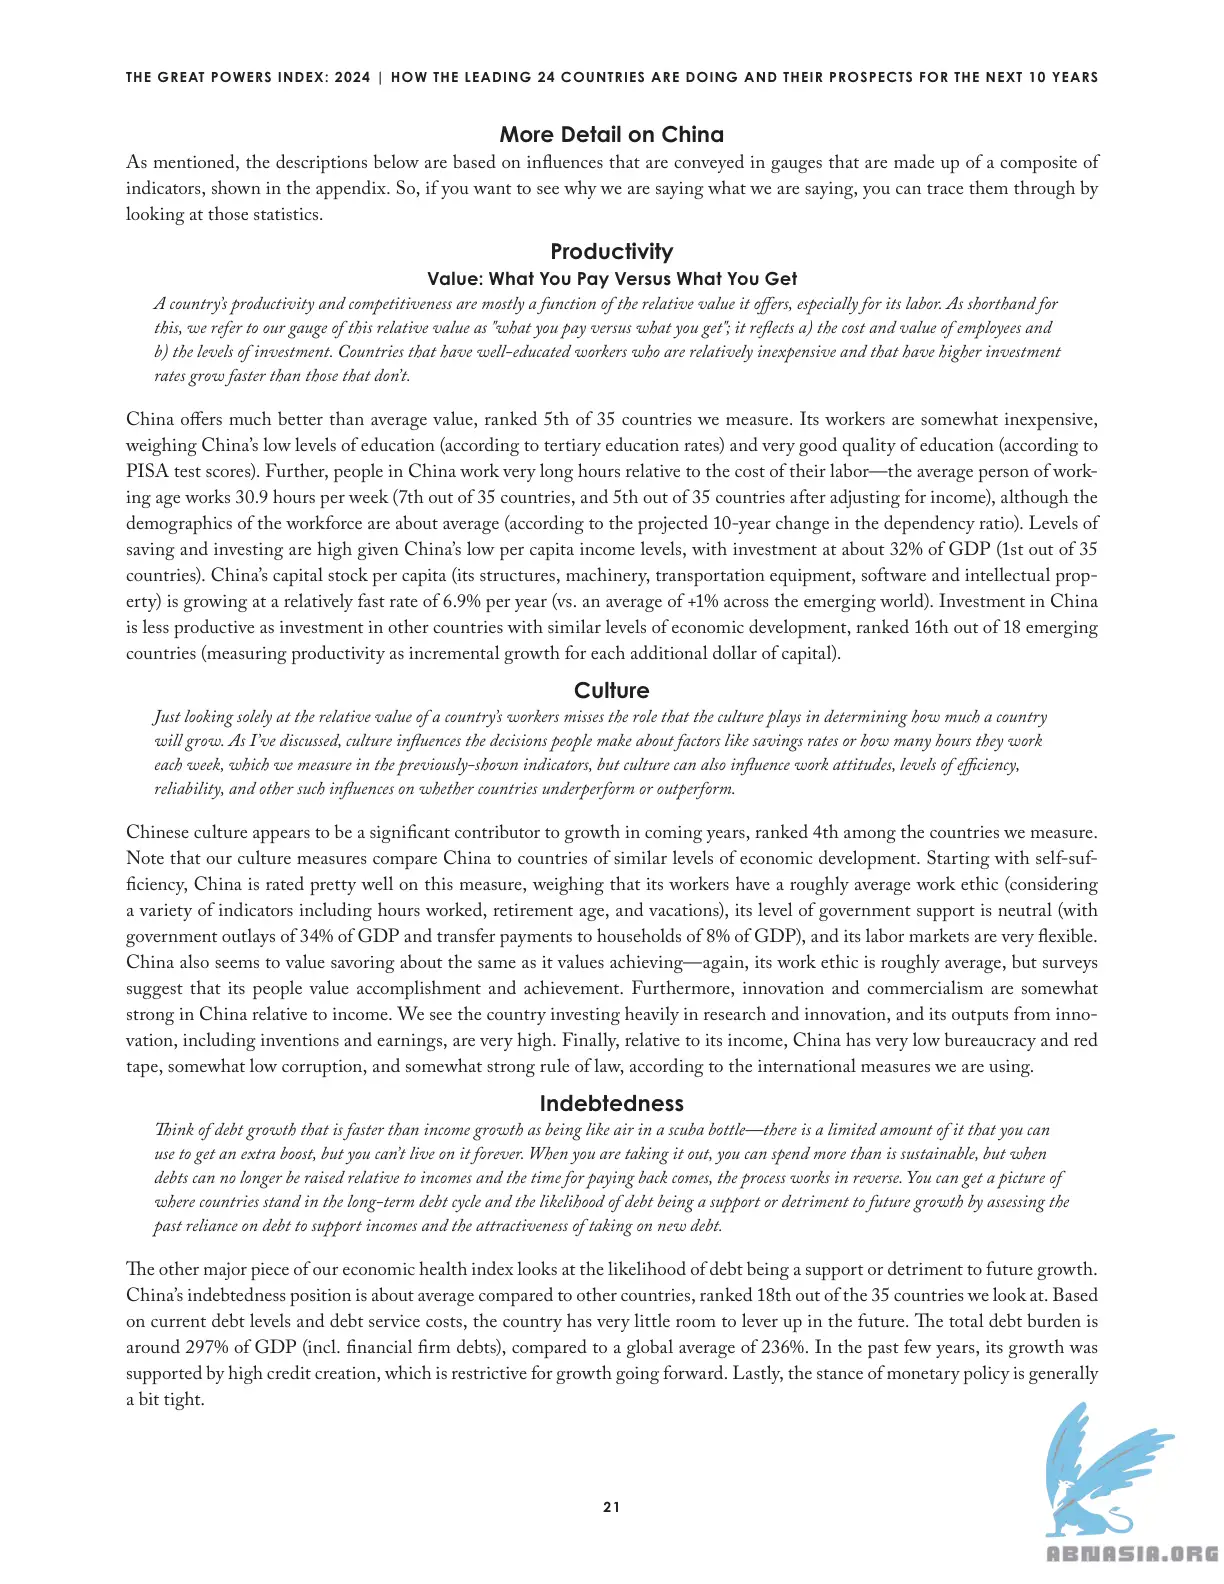 THE GREAT POWERS INDEX: 2024 | HOW THE LEADING 24 COUNTRIES ARE DOING AND THEIR PROSPECTS FOR THE NEXT 10 YEARS
More Detail on China
As mentioned, the descriptions below are based on influences that are conveyed in gauges that are made up of a composite of
indicators, shown in the appendix. So, if you want to see why we are saying what we are saying, you can trace them through by
looking at those statistics.
Productivity
Value: What You Pay Versus What You Get
A country's productivity and competitiveness are mostly a function of the relative value it offers, especially for its labor. As shorthand for
this, we refer to our gauge of this relative value as "what you pay versus what you get"; it reflects a) the cost and value of employees and
b) the levels of investment. Countries that have well-educated workers who are relatively inexpensive and that have higher investment
rates grow faster than those that don't.
China offers much better than average value, ranked 5th of 35 countries we measure. Its workers are somewhat inexpensive,
weighing China's low levels of education (according to tertiary education rates) and very good quality of education (according to
PISA test scores). Further, people in China work very long hours relative to the cost of their labor—the average person of work-
ing age works 30.9 hours per week (7th out of 35 countries, and 5th out of 35 countries after adjusting for income), although the
demographics of the workforce are about average (according to the projected 10-year change in the dependency ratio). Levels of
saving and investing are high given China's low per capita income levels, with investment at about 32% of GDP (1st out of 35
countries). China's capital stock per capita (its structures, machinery, transportation equipment, software and intellectual prop-
erty) is growing at a relatively fast rate of 6.9% per year (vs. an average of +1% across the emerging world). Investment in China
is less productive as investment in other countries with similar levels of economic development, ranked 16th out of 18 emerging
countries (measuring productivity as incremental growth for each additional dollar of capital).
Culture
Just looking solely at the relative value of a country's workers misses the role that the culture plays in determining how much a country
will grow. As I've discussed, culture influences the decisions people make about factors like savings rates or how many hours they work
each week, which we measure in the previously-shown indicators, but culture can also influence work attitudes, levels of efficiency,
reliability, and other such influences on whether countries underperform or outperform.
Chinese culture appears to be a significant contributor to growth in coming years, ranked 4th among the countries we measure.
Note that our culture measures compare China to countries of similar levels of economic development. Starting with self-suf-
ficiency, China is rated pretty well on this measure, weighing that its workers have a roughly average work ethic (considering
a variety of indicators including hours worked, retirement age, and vacations), its level of government support is neutral (with
government outlays of 34% of GDP and transfer payments to households of 8% of GDP), and its labor markets are very flexible.
China also seems to value savoring about the same as it values achieving—again, its work ethic is roughly average, but surveys
suggest that its people value accomplishment and achievement. Furthermore, innovation and commercialism are somewhat
strong in China relative to income. We see the country investing heavily in research and innovation, and its outputs from inno-
vation, including inventions and earnings, are very high. Finally, relative to its income, China has very low bureaucracy and red
tape, somewhat low corruption, and somewhat strong rule of law, according to the international measures we are using.
Indebtedness
Think of debt growth that is faster than income growth as being like air in a scuba bottle—there is a limited amount of it that you can
use to get an extra boost, but you can't live on it forever. When you are taking it out, you can spend more than is sustainable, but when
debts can no longer be raised relative to incomes and the time for paying back comes, the process works in reverse. You can get a picture of
where countries stand in the long-term debt cycle and the likelihood of debt being a support or detriment to future growth by assessing the
past reliance on debt to support incomes and the attractiveness of taking on new debt.
The other major piece of our economic health index looks at the likelihood of debt being a support or detriment to future growth.
China's indebtedness position is about average compared to other countries, ranked 18th out of the 35 countries we look at. Based
on current debt levels and debt service costs, the country has very little room to lever up in the future. The total debt burden is
around 297% of GDP (incl. financial firm debts), compared to a global average of 236%. In the past few years, its growth was
supported by high credit creation, which is restrictive for growth going forward. Lastly, the stance of monetary policy is generally
a bit tight.
21
ABNASIA.ORG